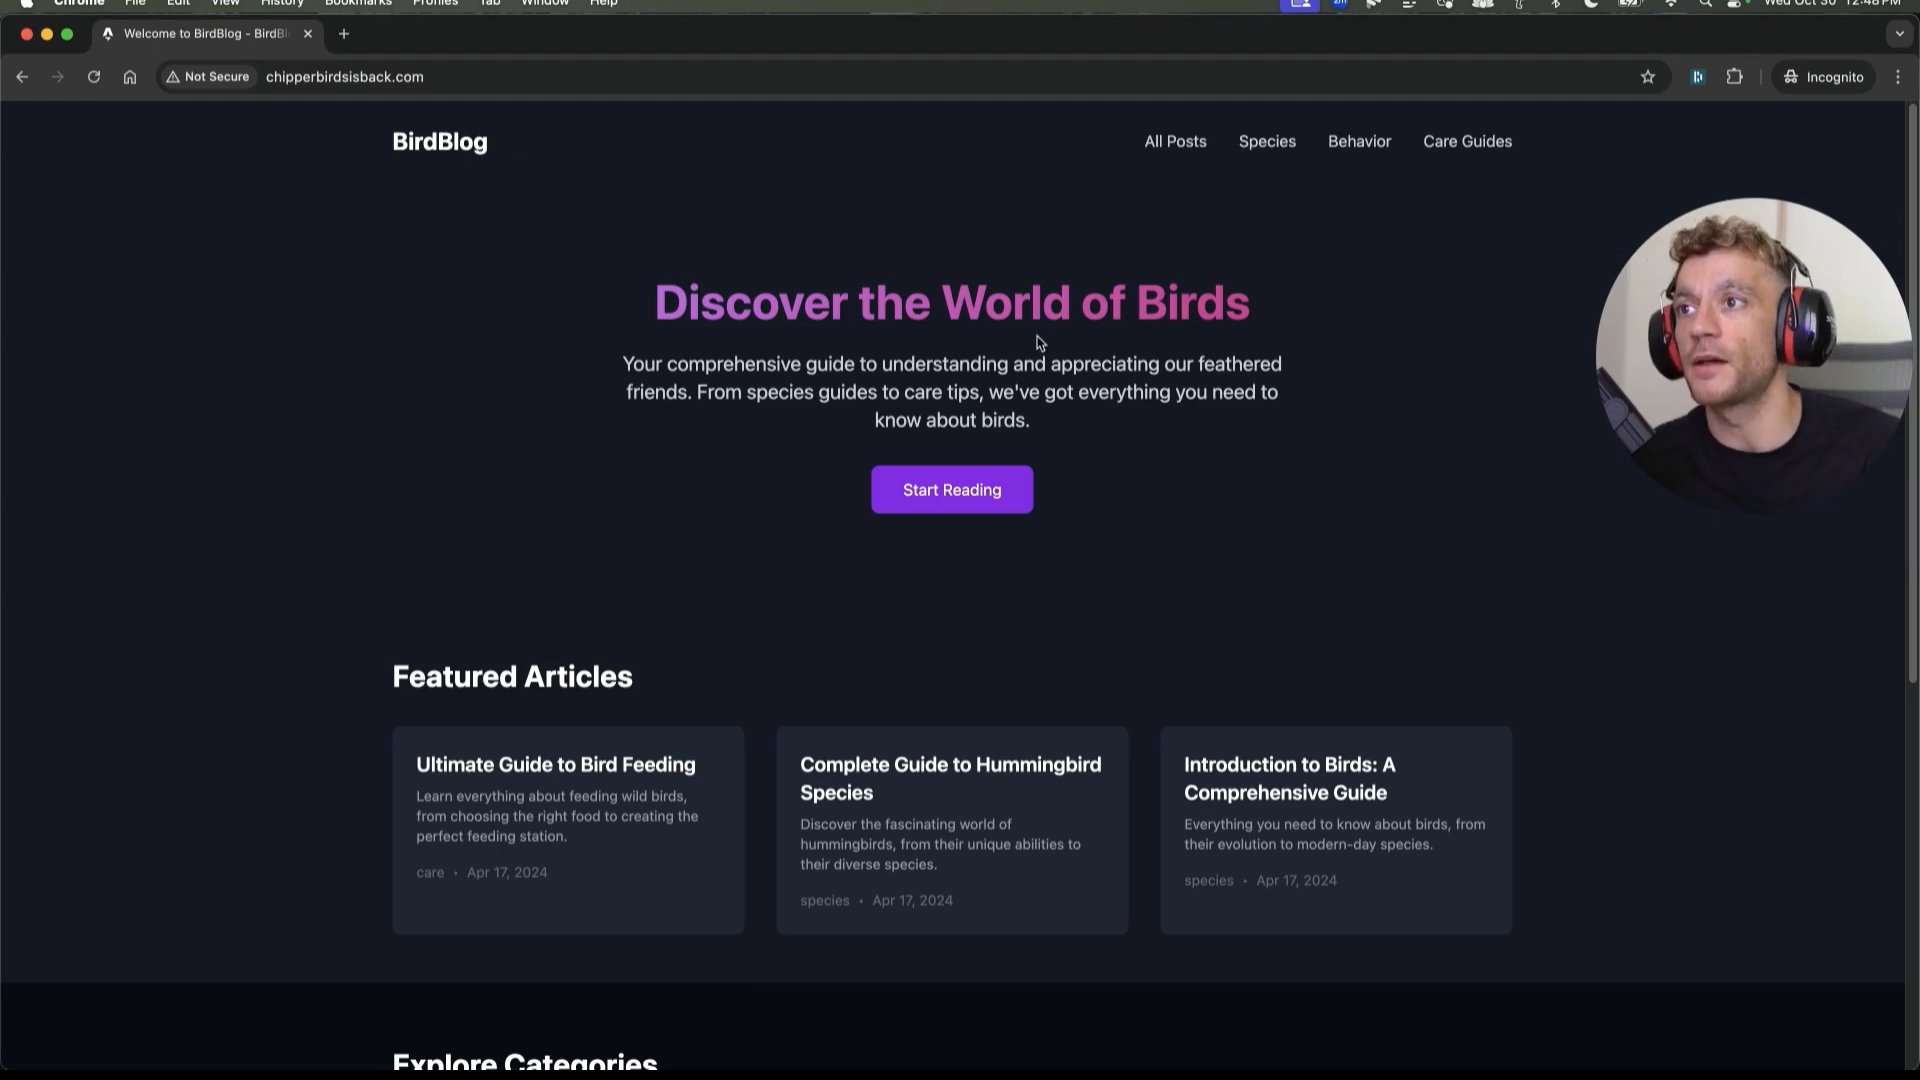 Chrome File Edit View History Bookmarks Profiles Tab Window Help
Wed Oct 30 12:48 PM
Welcome to BirdBlog - BirdBl
Not Secure chipperbirdsisback.com
Incognito
BirdBlog
All Posts Species Behavior Care Guides
Discover the World of Birds
Your comprehensive guide to understanding and appreciating our feathered
friends. From species guides to care tips, we've got everything you need to
know about birds.
Start Reading
Featured Articles
Ultimate Guide to Bird Feeding
Learn everything about feeding wild birds,
from choosing the right food to creating the
perfect feeding station.
care • Apr 17, 2024
Complete Guide to Hummingbird
Species
Discover the fascinating world of
hummingbirds, from their unique abilities to
their diverse species.
species • Apr 17, 2024
Introduction to Birds: A
Comprehensive Guide
Everything you need to know about birds, from
their evolution to modern-day species.
species • Apr 17, 2024
Explore Categories